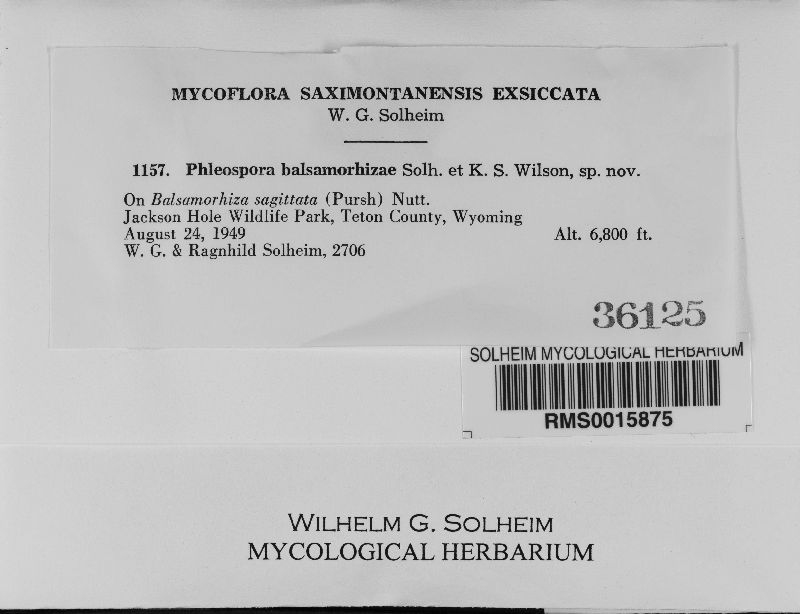 MYCOFLORA SAXIMONTANENSIS EXSICCATA
W. G. Solheim
1157. Phleospora balsamorhizae Solh. et K. S. Wilson, sp. nov.
On Balsamorhiza sagittata (Pursh) Nutt.
Jackson Hole Wildlife Park, Teton County, Wyoming
August 24, 1949 Alt. 6,800 ft.
W. G. & Ragnhild Solheim, 2706
36125
SOLHEIM MYCOLOGICAL HERBARIUM
RMS0015875
WILHELM G. SOLHEIM
MYCOLOGICAL HERBARIUM